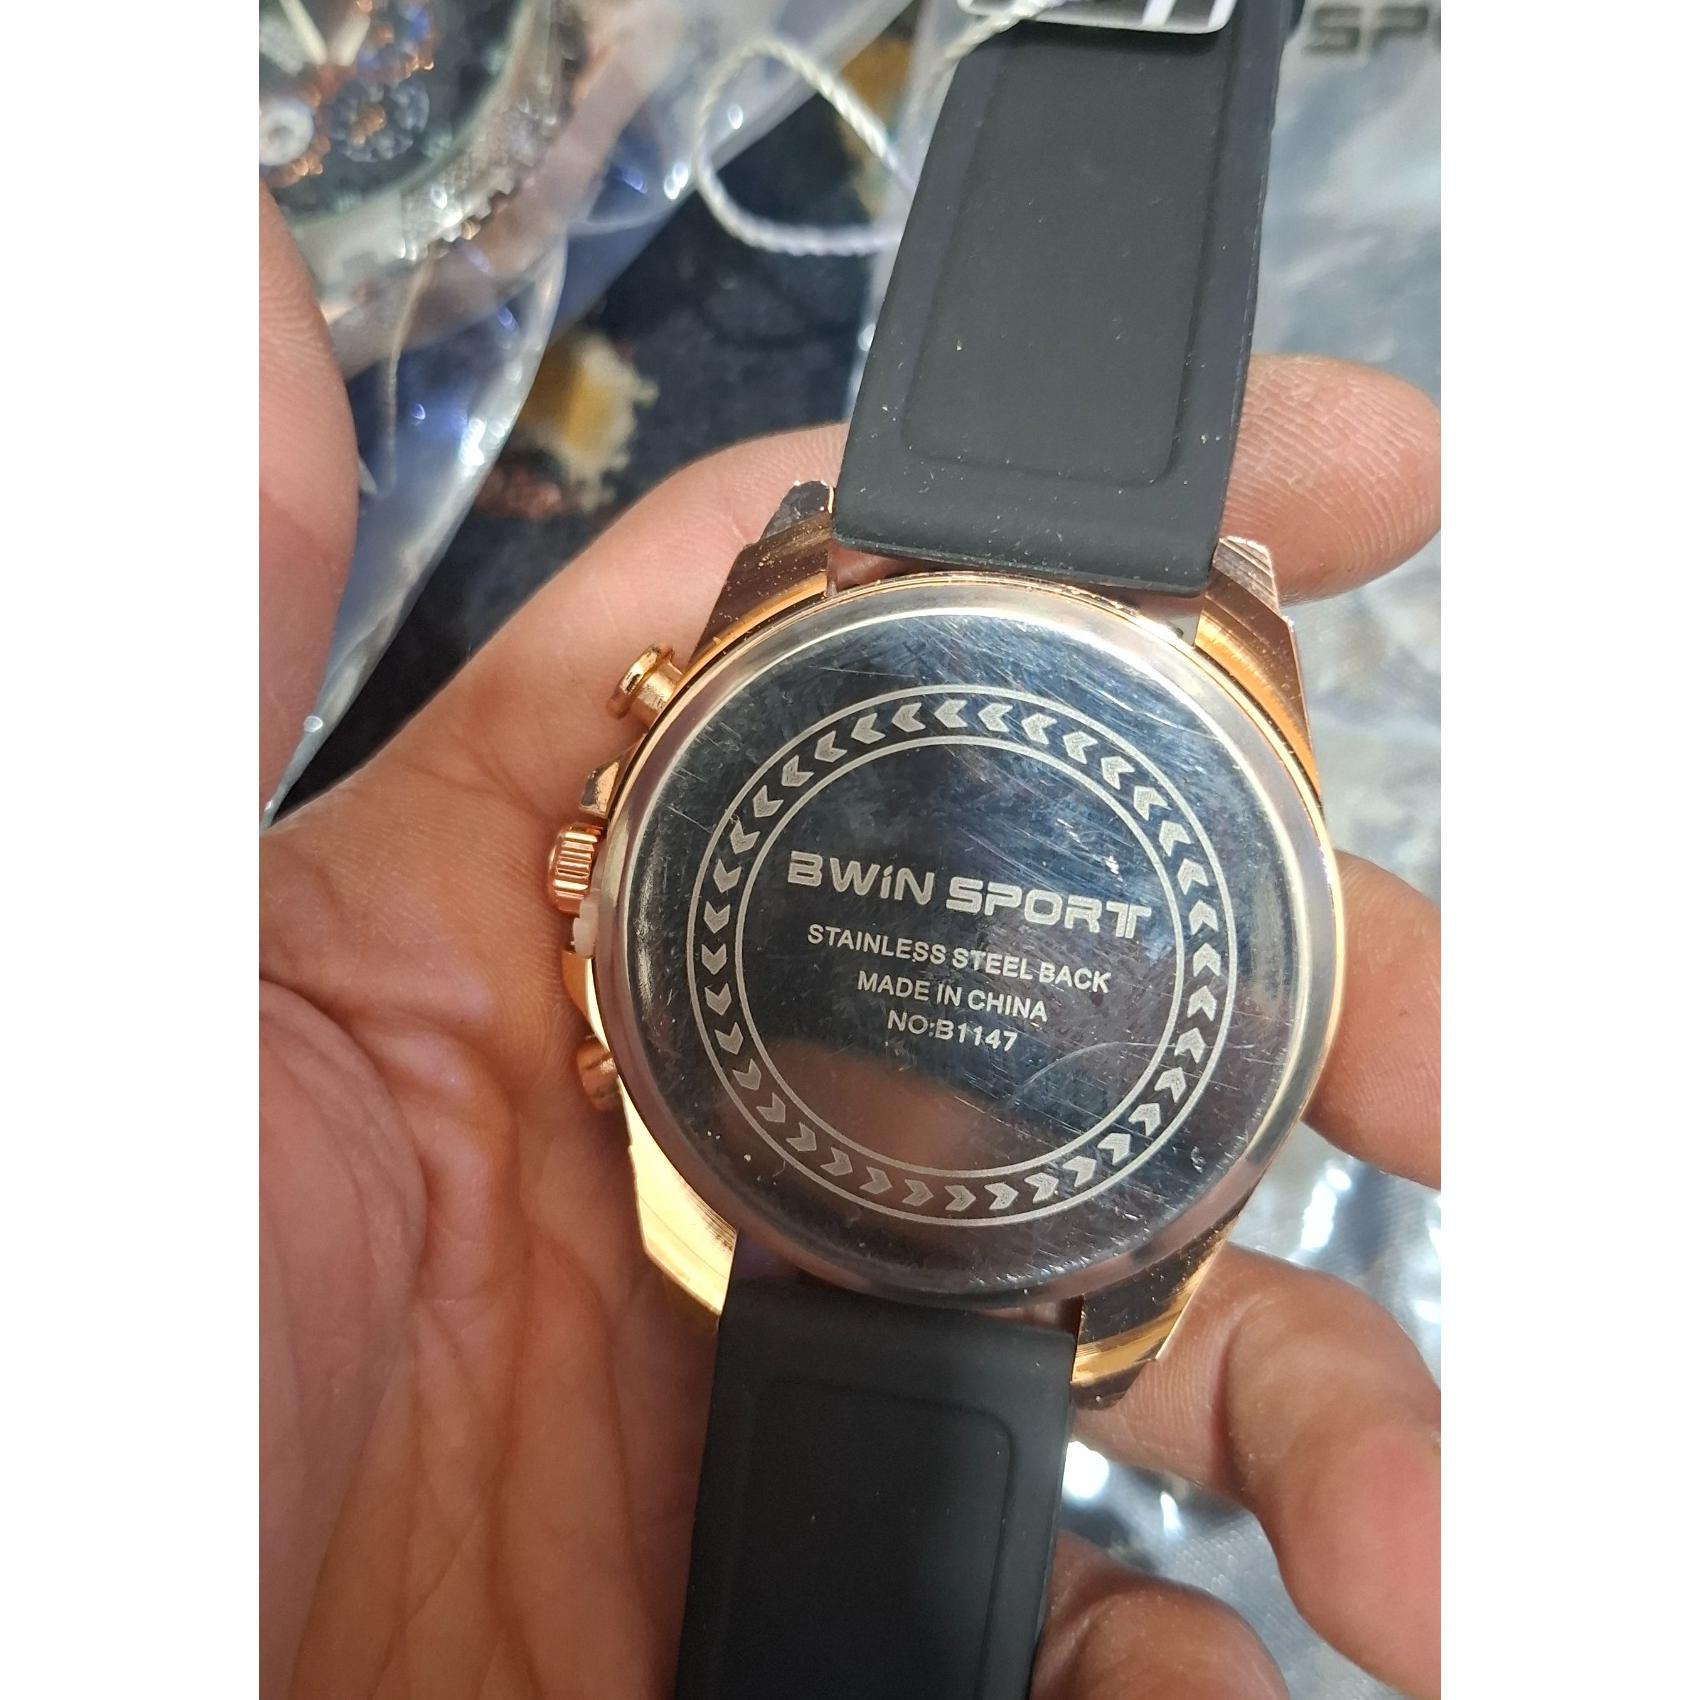 BWiN SPORT
STAINLESS STEEL BACK
MADE IN CHINA
NO:B1147